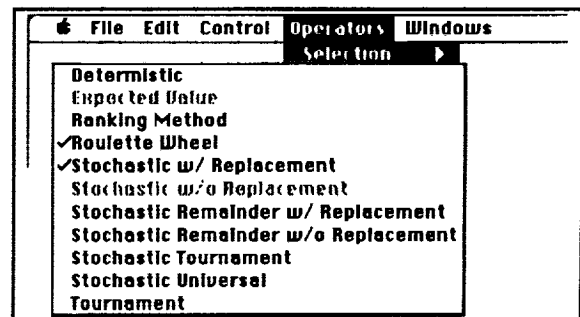 File Edit Control Operators Windows
Selection
Determistic
Expected Value
Ranking Method
✓Roulette Wheel
✓Stochastic w/ Replacement
Stochastic w/o Replacement
Stochastic Remainder w/ Replacement
Stochastic Remainder w/o Replacement
Stochastic Tournament
Stochastic Universal
Tournament